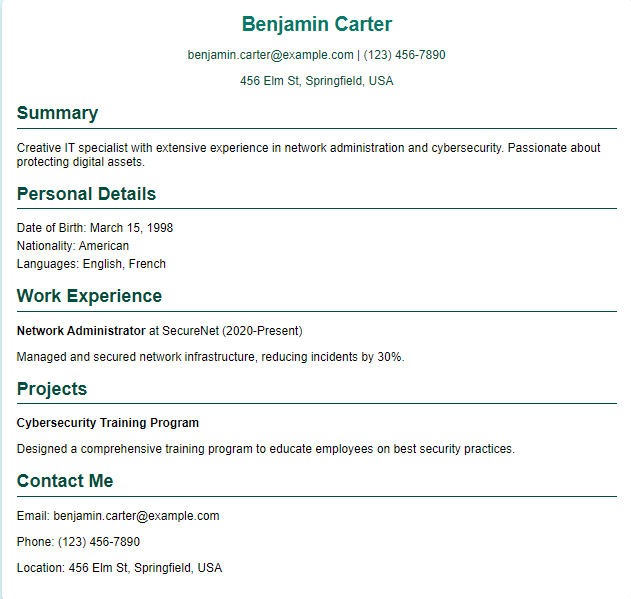 Benjamin Carter
benjamin.carter@example.com | (123) 456-7890
456 Elm St, Springfield, USA
Summary
Creative IT specialist with extensive experience in network administration and cybersecurity. Passionate about
protecting digital assets.
Personal Details
Date of Birth: March 15, 1998
Nationality: American
Languages: English, French
Work Experience
Network Administrator at SecureNet (2020-Present)
Managed and secured network infrastructure, reducing incidents by 30%.
Projects
Cybersecurity Training Program
Designed a comprehensive training program to educate employees on best security practices.
Contact Me
Email: benjamin.carter@example.com
Phone: (123) 456-7890
Location: 456 Elm St, Springfield, USA